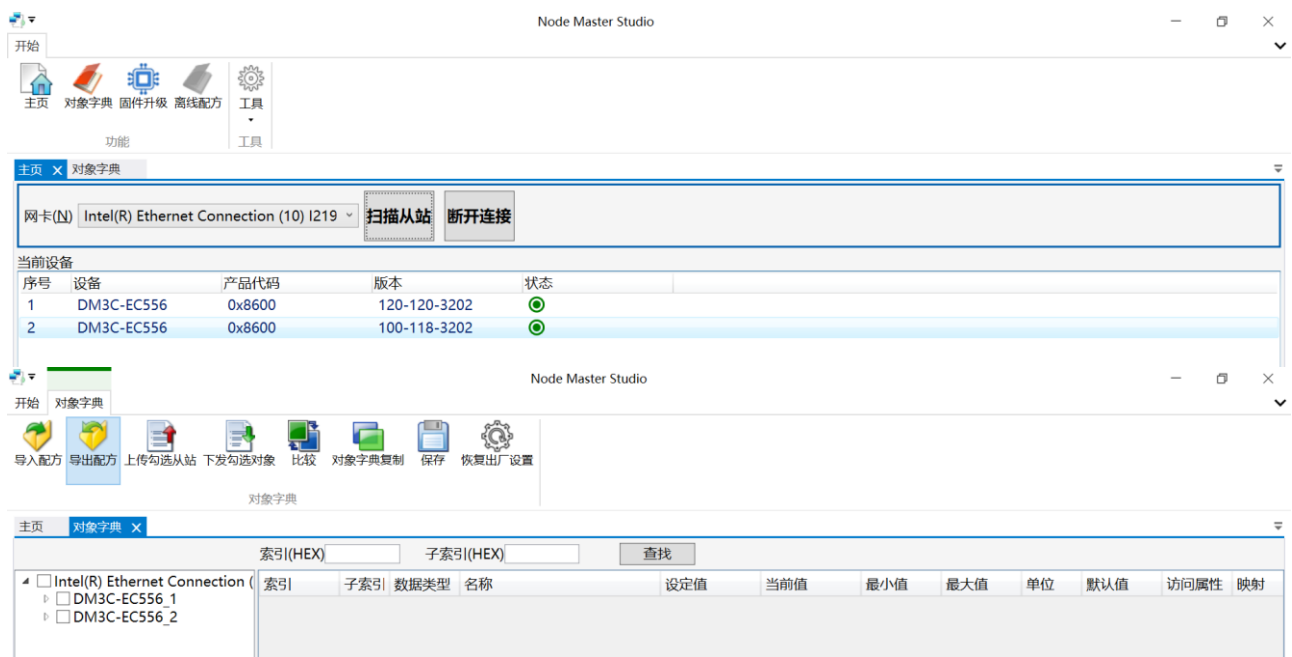 Node Master Studio
开始
主页 对象字典 固件升级 离线配方 工具
功能 工具
主页 对象字典
网卡(N) Intel(R) Ethernet Connection (10) I219 扫描从站 断开连接
当前设备
序号 设备 产品代码 版本 状态
1 DM3C-EC556 0x8600 120-120-3202
2 DM3C-EC556 0x8600 100-118-3202
Node Master Studio
开始 对象字典
导入配方 导出配方 上传勾选从站 下发勾选对象 比较 对象字典复制 保存 恢复出厂设置
对象字典
主页 对象字典
索引(HEX) 子索引(HEX) 查找
Intel(R) Ethernet Connection ( 索引 子索引 数据类型 名称 设定值 当前值 最小值 最大值 单位 默认值 访问属性 映射
DM3C-EC556_1
DM3C-EC556_2